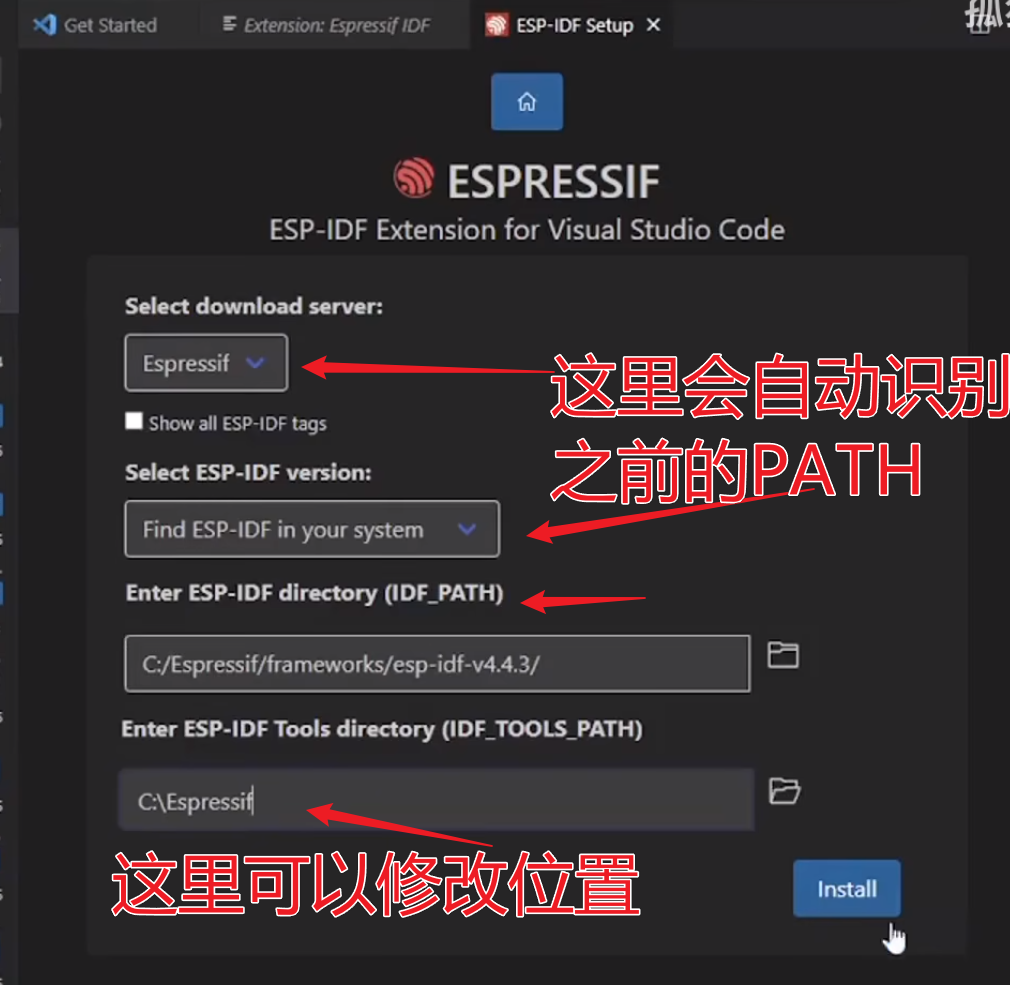 Get Started
Extension: Espressif IDF
ESP-IDF Setup
ESPRESSIF
ESP-IDF Extension for Visual Studio Code
Select download server:
Espressif
Show all ESP-IDF tags
这里会自动识别
之前的PATH
Select ESP-IDF version:
Find ESP-IDF in your system
Enter ESP-IDF directory (IDF_PATH)
C:/Espressif/frameworks/esp-idf-v4.4.3/
Enter ESP-IDF Tools directory (IDF_TOOLS_PATH)
C:\Espressif
这里可以修改位置
Install